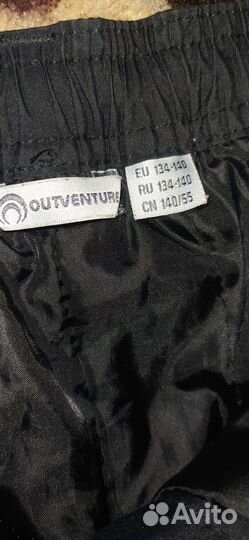 OUTVENTURE
EU 134-140
RU 134-140
CN 140/55
Avito